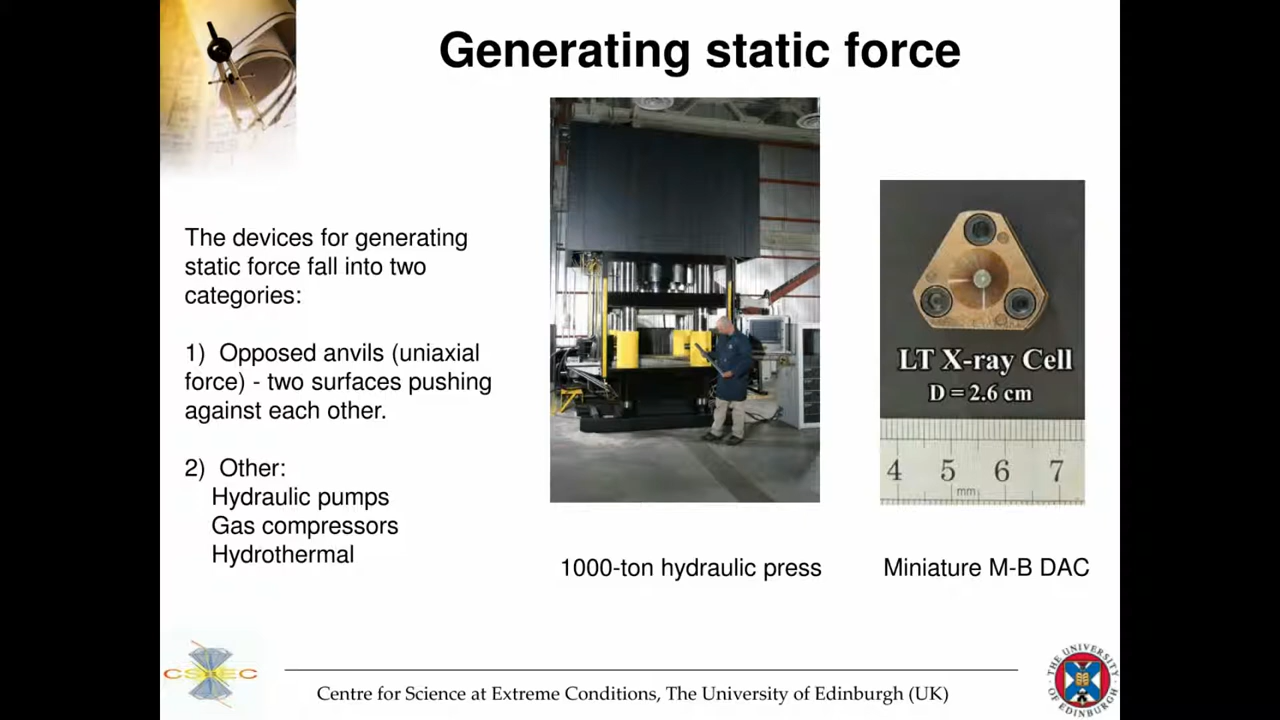 Generating static force
The devices for generating
static force fall into two
categories:
1) Opposed anvils (uniaxial
force) - two surfaces pushing
against each other.
2) Other:
Hydraulic pumps
Gas compressors
Hydrothermal
LT X-ray Cell
D = 2.6 cm
4 5 6 7
mm
1000-ton hydraulic press
Miniature M-B DAC
CSEC
Centre for Science at Extreme Conditions, The University of Edinburgh (UK)
THE UNIVERSITY
OF EDINBURGH